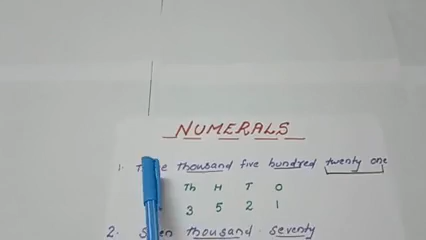 NUMERALS
1. thousand five hundred twenty one
Th H T O
3 5 2 1
2. thousand seventy